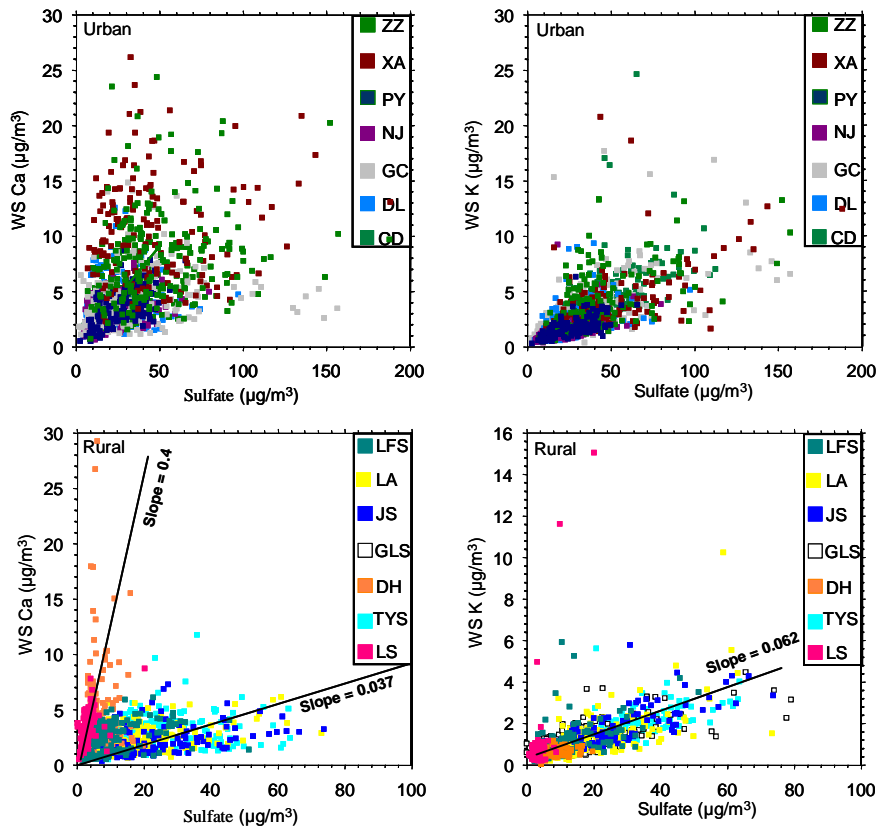 Urban
30
25
20
15
10
5
0
WS Ca (µg/m³)
0 50 100 150 200
Sulfate (µg/m³)
ZZ
XA
PY
NJ
GC
DL
CD
Urban
30
25
20
15
10
5
0
WS K (µg/m³)
0 50 100 150 200
Sulfate (µg/m³)
ZZ
XA
PY
NJ
GC
DL
CD
Rural
30
25
20
15
10
5
0
WS Ca (µg/m³)
0 20 40 60 80 100
Sulfate (µg/m³)
Slope = 0.4
Slope = 0.037
LFS
LA
JS
GLS
DH
TYS
LS
Rural
16
14
12
10
8
6
4
2
0
WS K (µg/m³)
0 20 40 60 80 100
Sulfate (µg/m³)
Slope = 0.062
LFS
LA
JS
GLS
DH
TYS
LS